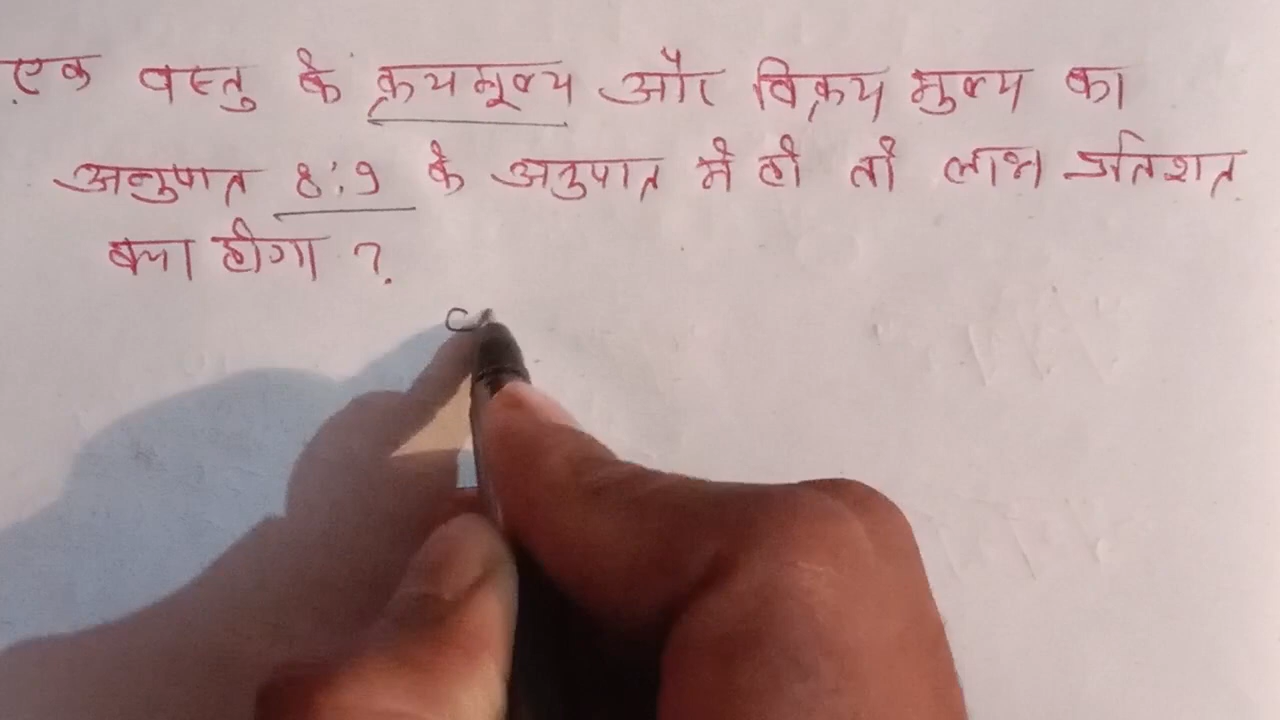 एक वस्तु के क्रयमूल्य और विक्रय मुल्य का
अनुपात 8:9 के अनुपात मे हो तो लाभ प्रतिशत
क्या होगा ?
C